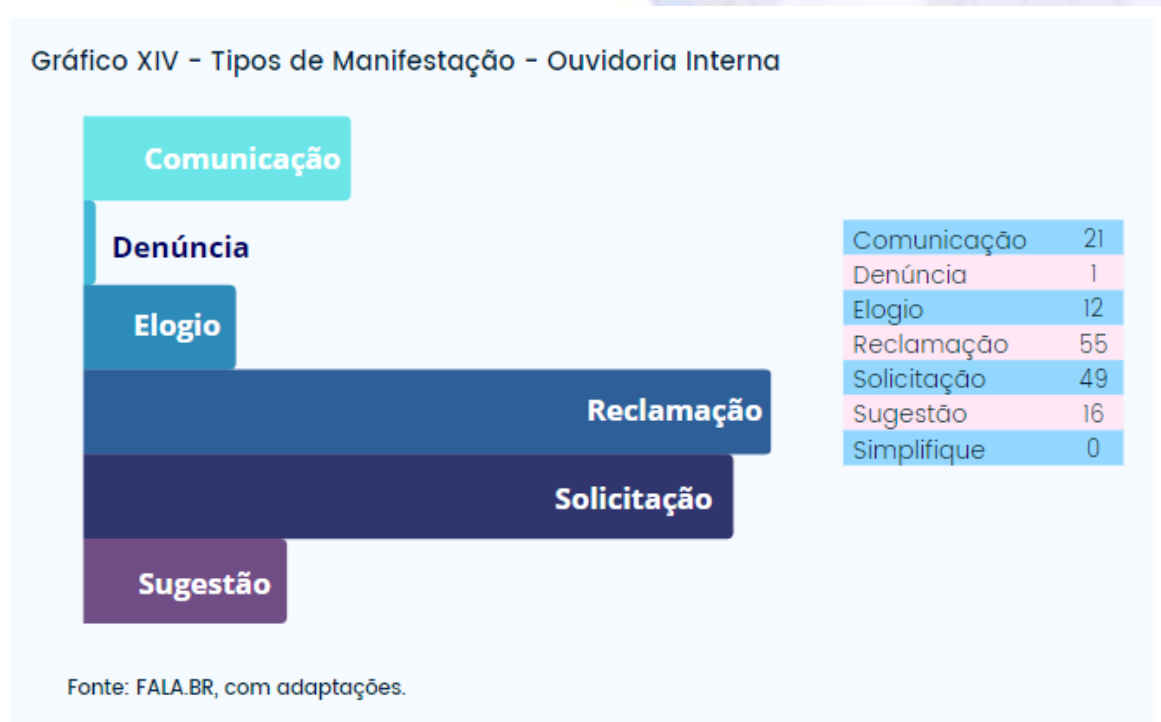 Gráfico XIV - Tipos de Manifestação - Ouvidoria Interna
Comunicação
Denúncia
Elogio
Reclamação
Solicitação
Sugestão
Comunicação 21
Denúncia 1
Elogio 12
Reclamação 55
Solicitação 49
Sugestão 16
Simplifique 0
Fonte: FALA.BR, com adaptações.